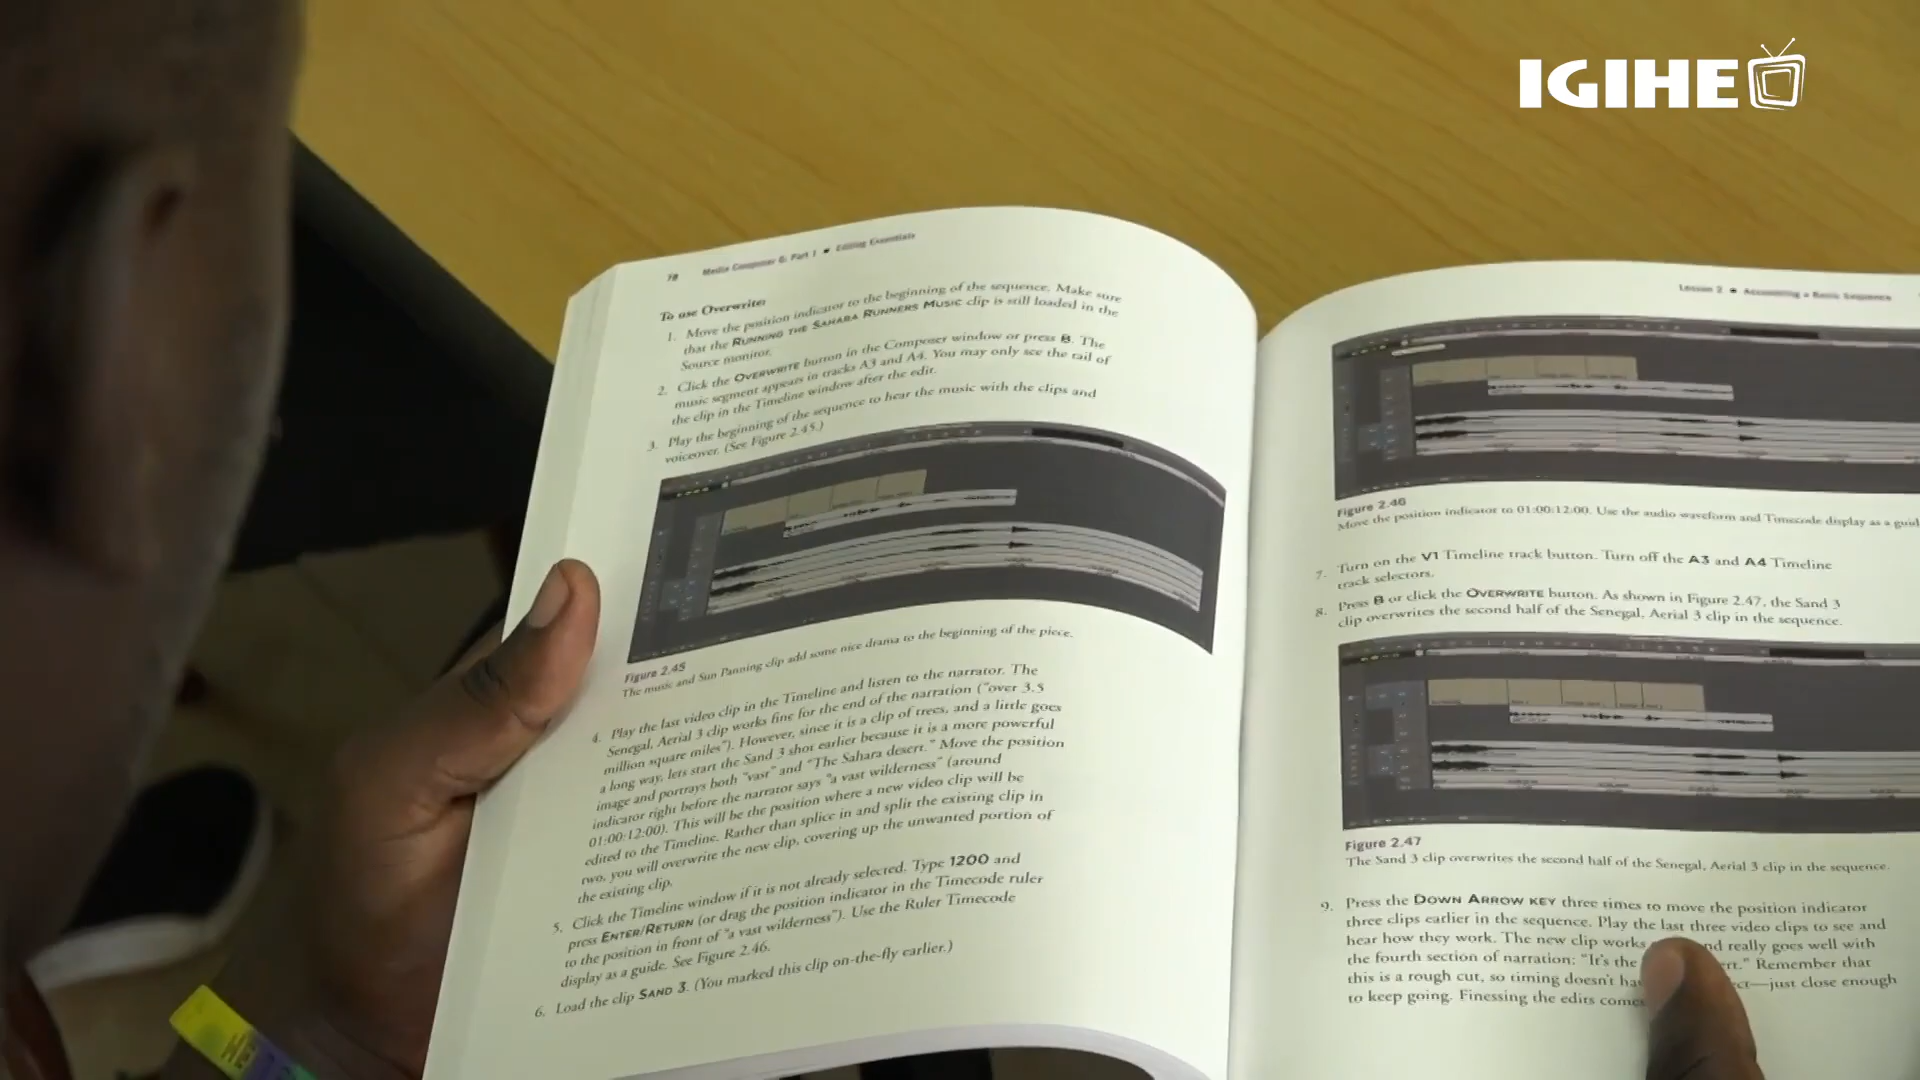 IGIHE
78 Media Composer 6: Part 1 ■ Editing Essentials
To use Overwrite:
1. Move the position indicator to the beginning of the sequence. Make sure
that the RUNNING THE SAHARA RUNNERS MUSIC clip is still loaded in the
Source monitor.
2. Click the OVERWRITE button in the Composer window or press B. The
music segment appears in tracks A3 and A4. You may only see the tail of
the clip in the Timeline window after the edit.
3. Play the beginning of the sequence to hear the music with the clips and
voiceover. (See Figure 2.45.)
Figure 2.45
The music and Sun Panning clip add some nice drama to the beginning of the piece.
4. Play the last video clip in the Timeline and listen to the narrator. The
Senegal, Aerial 3 clip works fine for the end of the narration ("over 3.5
million square miles"). However, since it is a clip of trees, and a little goes
a long way, lets start the Sand 3 shot earlier because it is a more powerful
image and portrays both "vast" and "The Sahara desert." Move the position
indicator right before the narrator says "a vast wilderness" (around
01:00:12:00). This will be the position where a new video clip will be
edited to the Timeline. Rather than splice in and split the existing clip in
two, you will overwrite the new clip, covering up the unwanted portion of
the existing clip.
5. Click the Timeline window if it is not already selected. Type 1200 and
press ENTER/RETURN (or drag the position indicator in the Timecode ruler
to the position in front of "a vast wilderness"). Use the Ruler Timecode
display as a guide. See Figure 2.46.
6. Load the clip SAND 3. (You marked this clip on-the-fly earlier.)
Lesson 2 ■ Assembling a Basic Sequence
Figure 2.46
Move the position indicator to 01:00:12:00. Use the audio waveform and Timecode display as a guid
7. Turn on the V1 Timeline track button. Turn off the A3 and A4 Timeline
track selectors.
8. Press B or click the OVERWRITE button. As shown in Figure 2.47, the Sand 3
clip overwrites the second half of the Senegal, Aerial 3 clip in the sequence.
Figure 2.47
The Sand 3 clip overwrites the second half of the Senegal, Aerial 3 clip in the sequence.
9. Press the DOWN ARROW KEY three times to move the position indicator
three clips earlier in the sequence. Play the last three video clips to see and
hear how they work. The new clip works nd really goes well with
the fourth section of narration: "It's the rt." Remember that
this is a rough cut, so timing doesn't ha ct—just close enough
to keep going. Finessing the edits comes